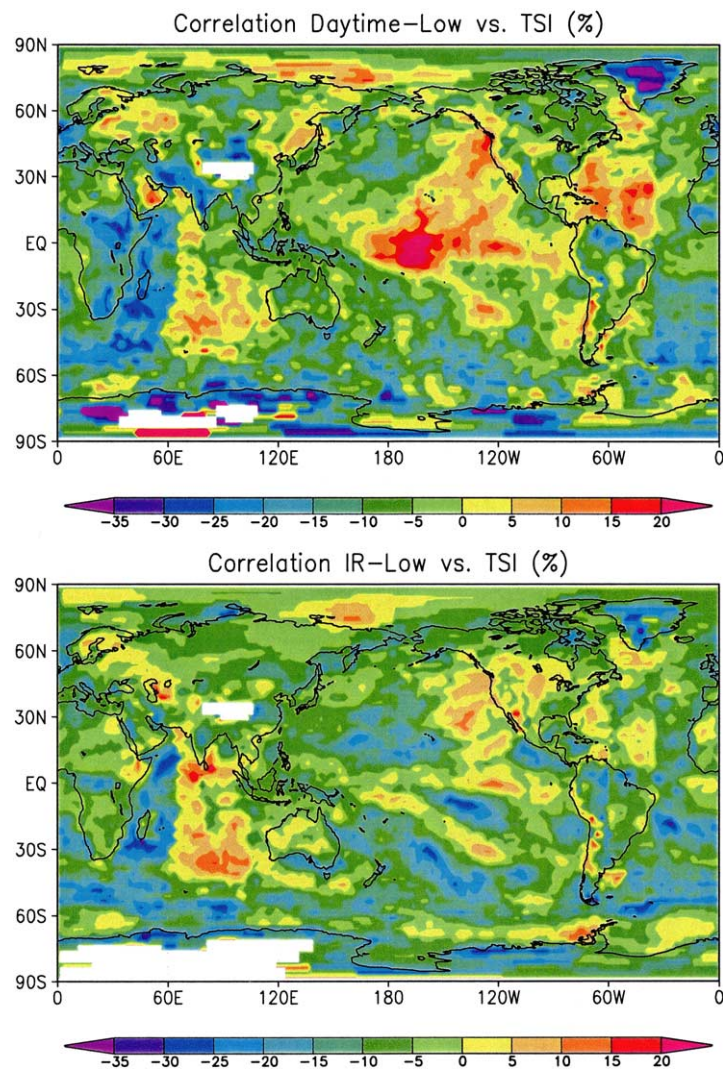 Correlation Daytime-Low vs. TSI (%)
90N
60N
30N
EQ
30S
60S
90S
0 60E 120E 180 120W 60W 0
-35 -30 -25 -20 -15 -10 -5 0 5 10 15 20
Correlation IR-Low vs. TSI (%)
90N
60N
30N
EQ
30S
60S
90S
0 60E 120E 180 120W 60W 0
-35 -30 -25 -20 -15 -10 -5 0 5 10 15 20